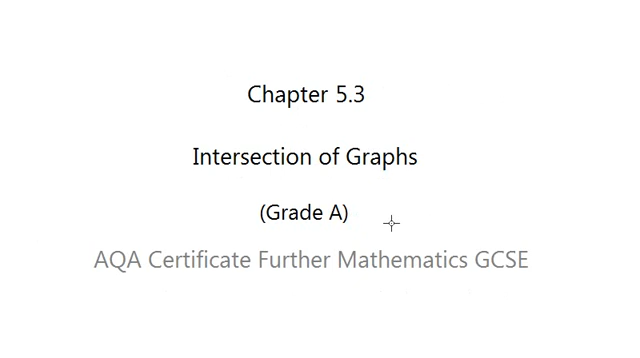 Chapter 5.3
Intersection of Graphs
(Grade A)
AQA Certificate Further Mathematics GCSE